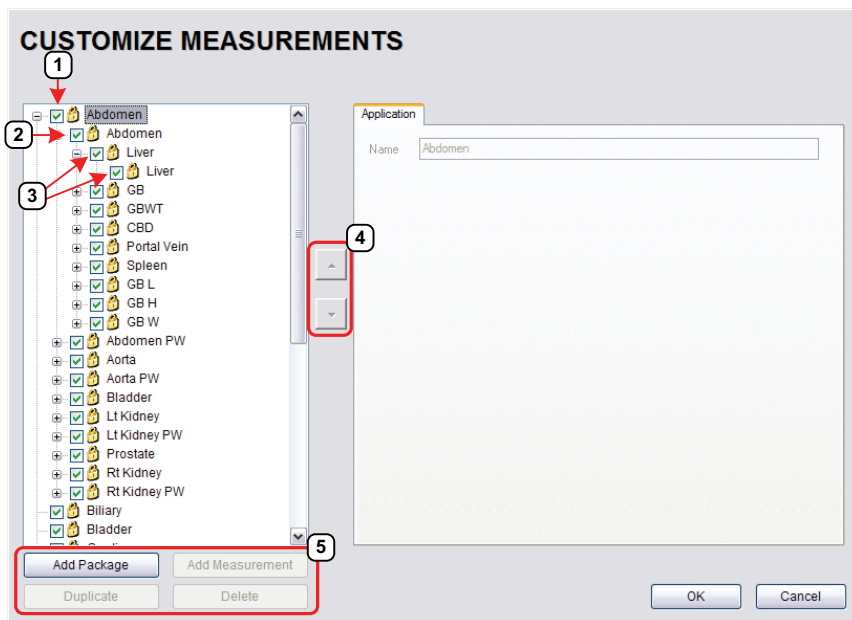 CUSTOMIZE MEASUREMENTS
1
Abdomen
2
Abdomen
Liver
Liver
3
GB
GBWT
CBD
Portal Vein
Spleen
GB L
GB H
GB W
Abdomen PW
Aorta
Aorta PW
Bladder
Lt Kidney
Lt Kidney PW
Prostate
Rt Kidney
Rt Kidney PW
Biliary
Bladder
4
Application
Name Abdomen
5
Add Package Add Measurement
Duplicate Delete
OK Cancel